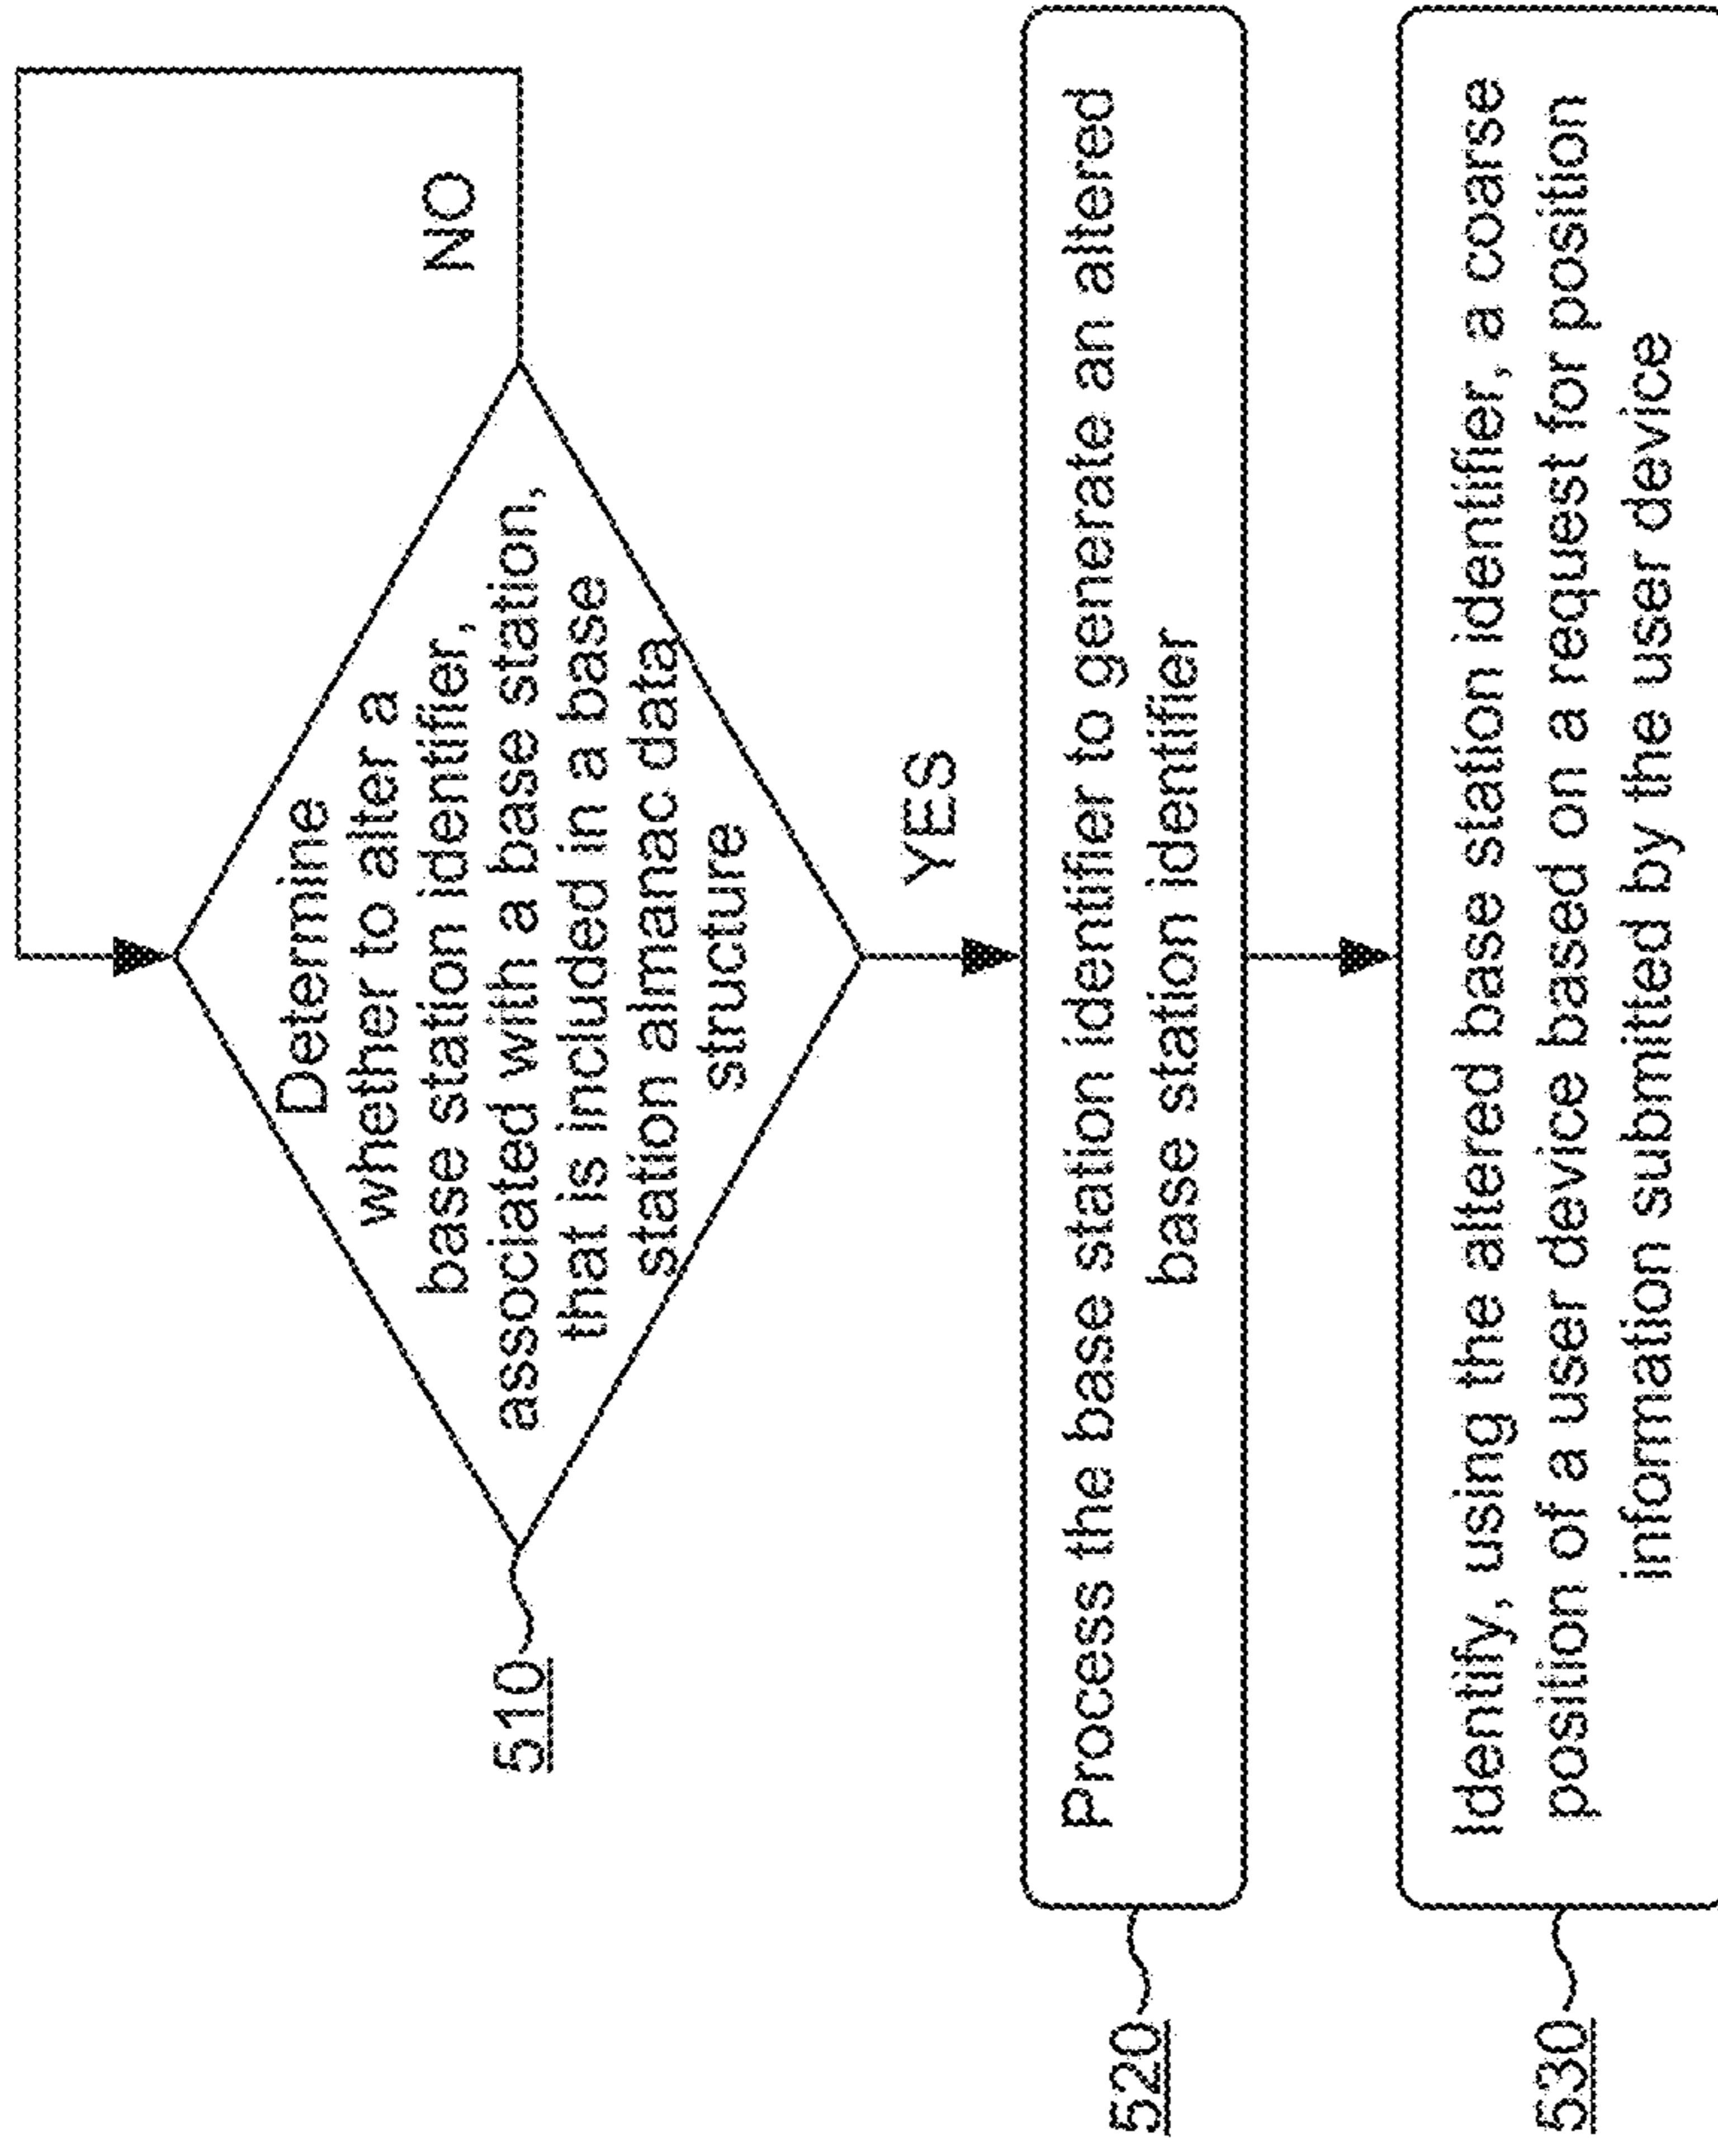 Determine
whether to alter a
base station identifier,
associated with a base station,
that is included in a base
station almanac data
structure
NO
510
YES
Process the base station identifier to generate an altered
base station identifier
520
Identify, using the altered base station identifier, a coarse
position of a user device based on a request for position
information submitted by the user device
530